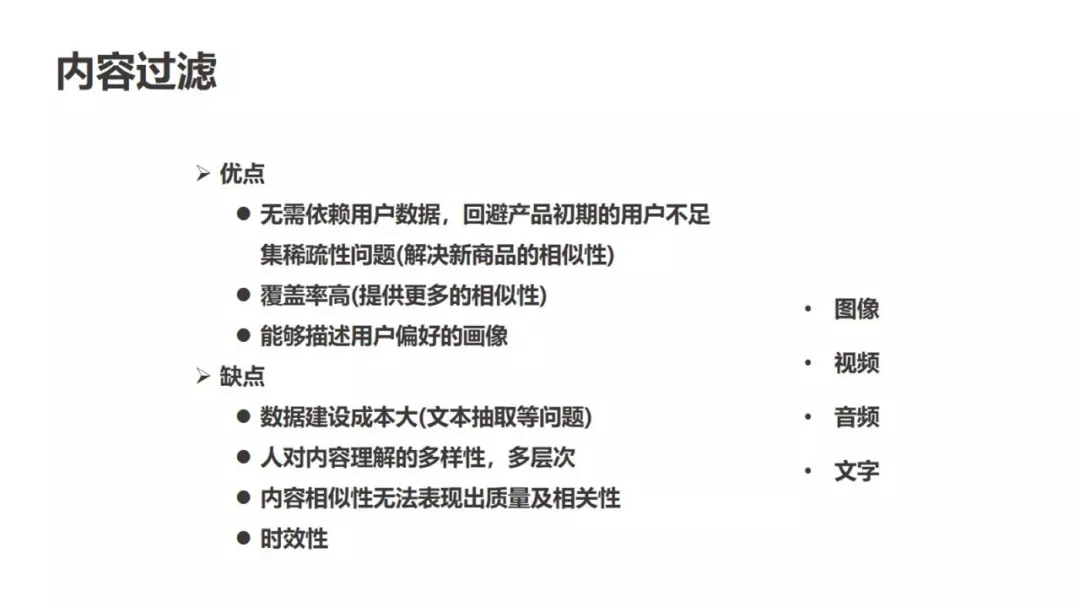 内容过滤
➢ 优点
● 无需依赖用户数据，回避产品初期的用户不足
集稀疏性问题(解决新商品的相似性)
● 覆盖率高(提供更多的相似性)
● 能够描述用户偏好的画像
➢ 缺点
● 数据建设成本大(文本抽取等问题)
● 人对内容理解的多样性，多层次
● 内容相似性无法表现出质量及相关性
● 时效性
• 图像
• 视频
• 音频
• 文字